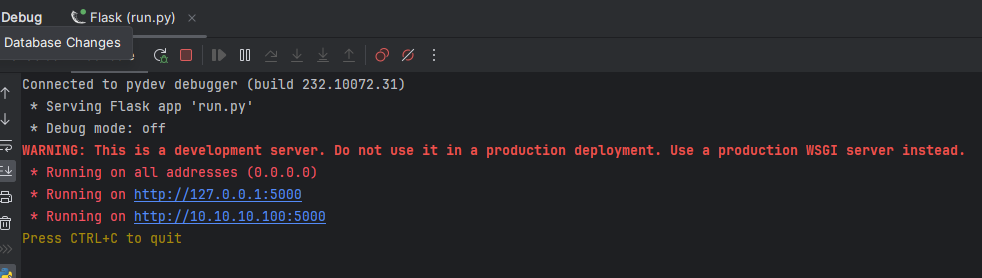 Debug
Flask (run.py)
Database Changes
Connected to pydev debugger (build 232.10072.31)
* Serving Flask app 'run.py'
* Debug mode: off
WARNING: This is a development server. Do not use it in a production deployment. Use a production WSGI server instead.
* Running on all addresses (0.0.0.0)
* Running on http://127.0.0.1:5000
* Running on http://10.10.10.100:5000
Press CTRL+C to quit